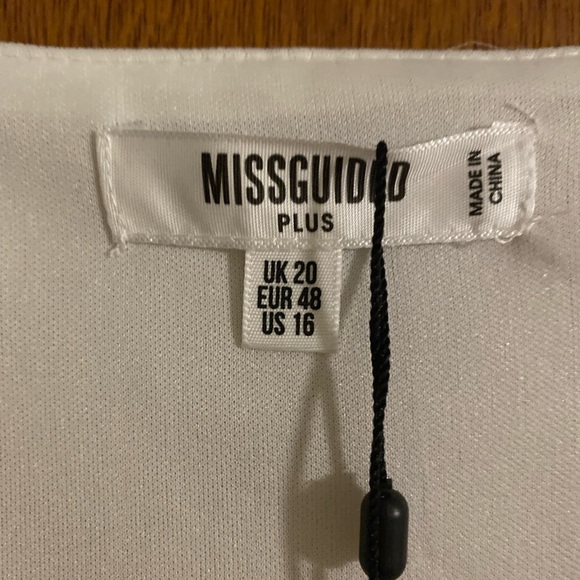 MISSGUIDED
PLUS
MADE IN
CHINA
UK 20
EUR 48
US 16